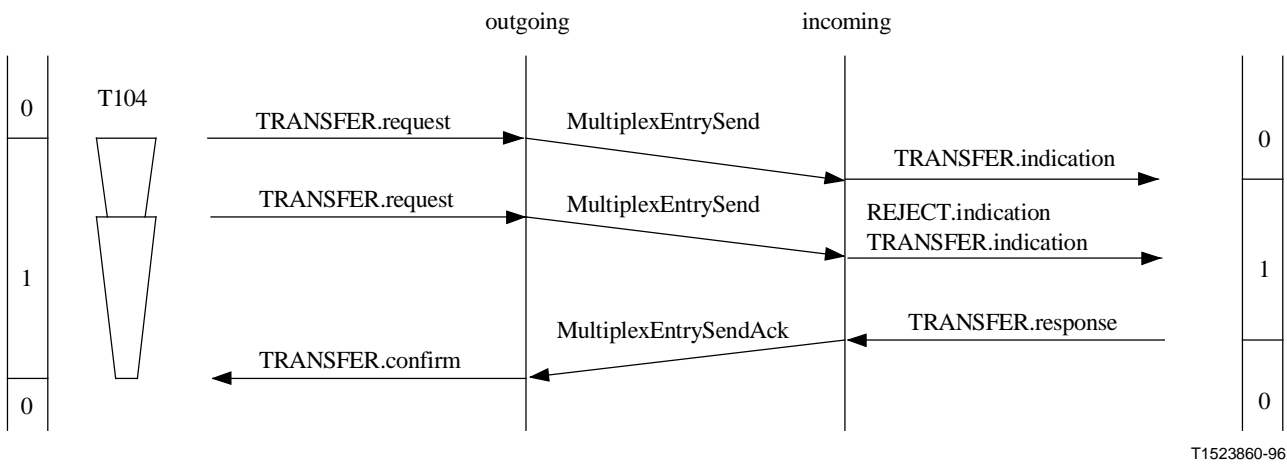 outgoing incoming
T104
0
TRANSFER.request MultiplexEntrySend
0
TRANSFER.indication
TRANSFER.request MultiplexEntrySend
REJECT.indication
TRANSFER.indication
1
1
MultiplexEntrySendAck TRANSFER.response
TRANSFER.confirm
0
0
T1523860-96